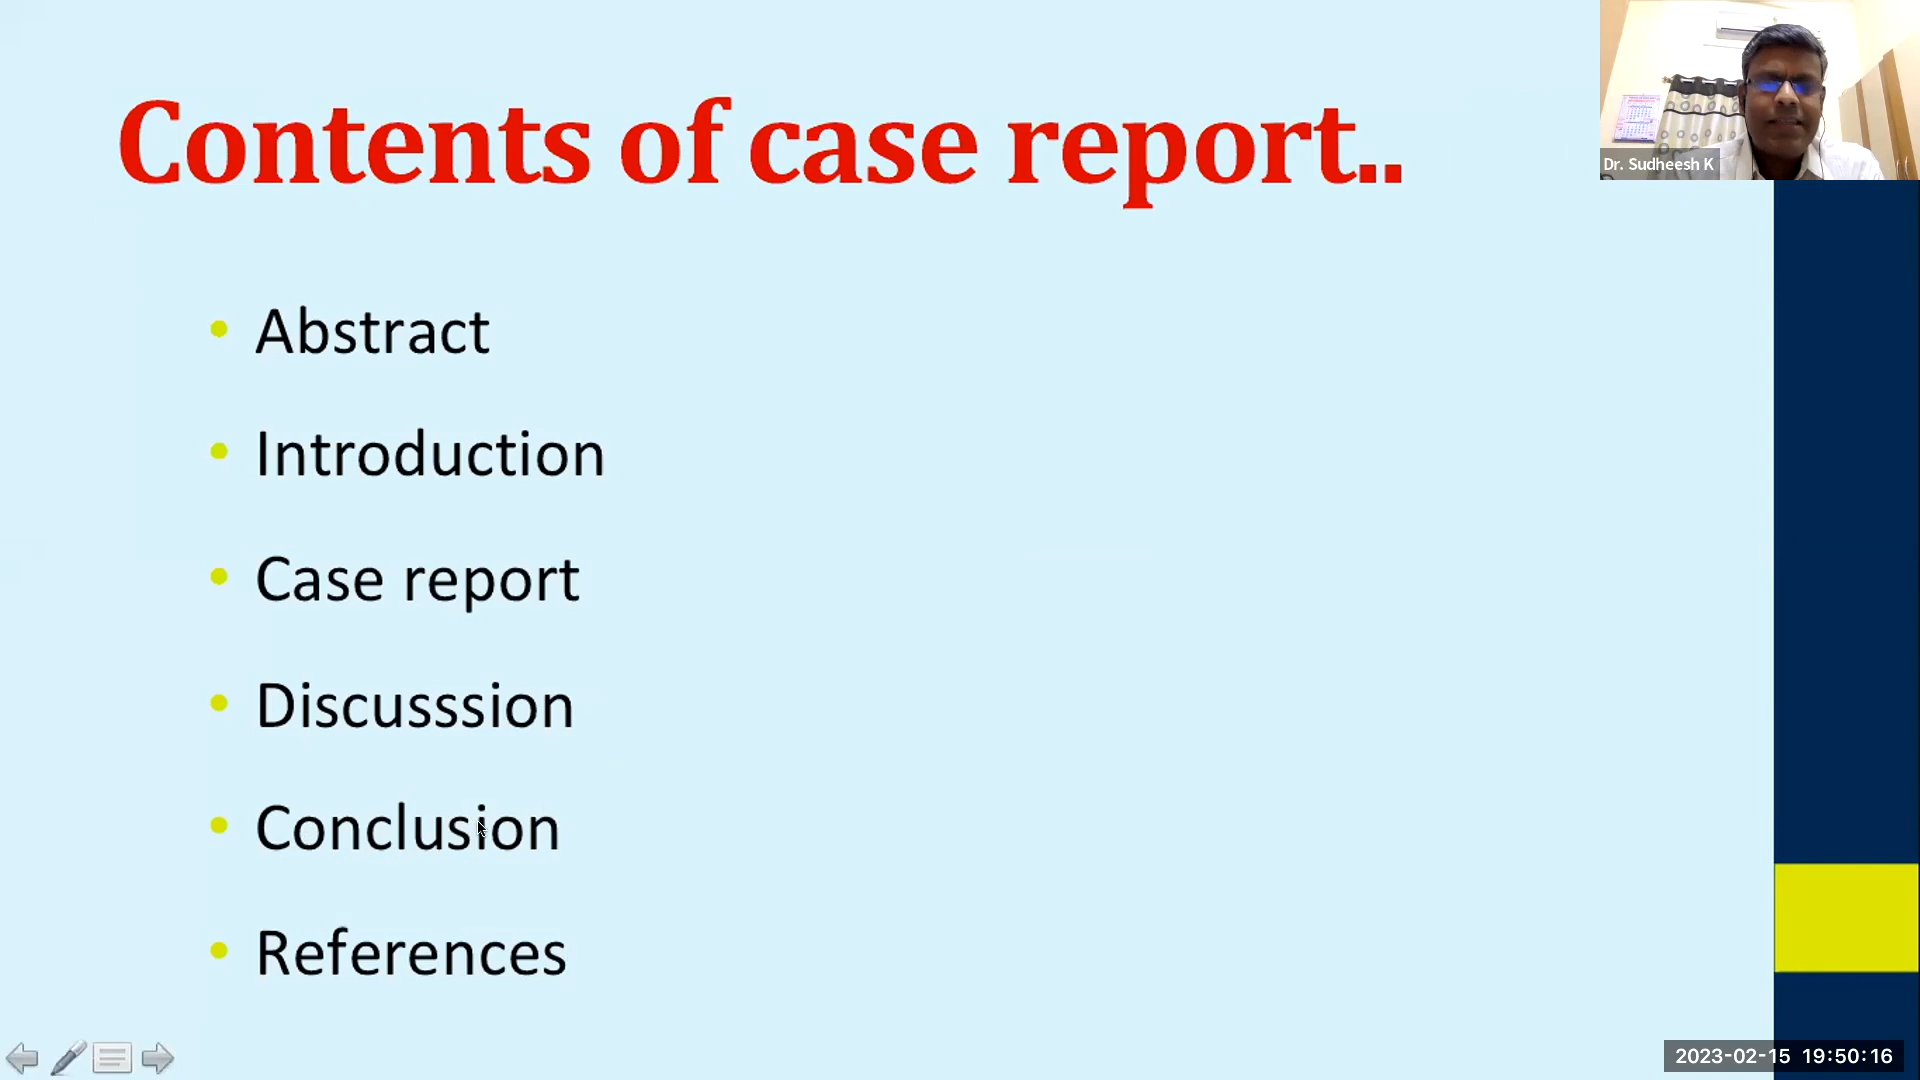 Contents of case report..
Dr. Sudheesh K
• Abstract
• Introduction
• Case report
• Discusssion
• Conclusion
• References
2023-02-15 19:50:16